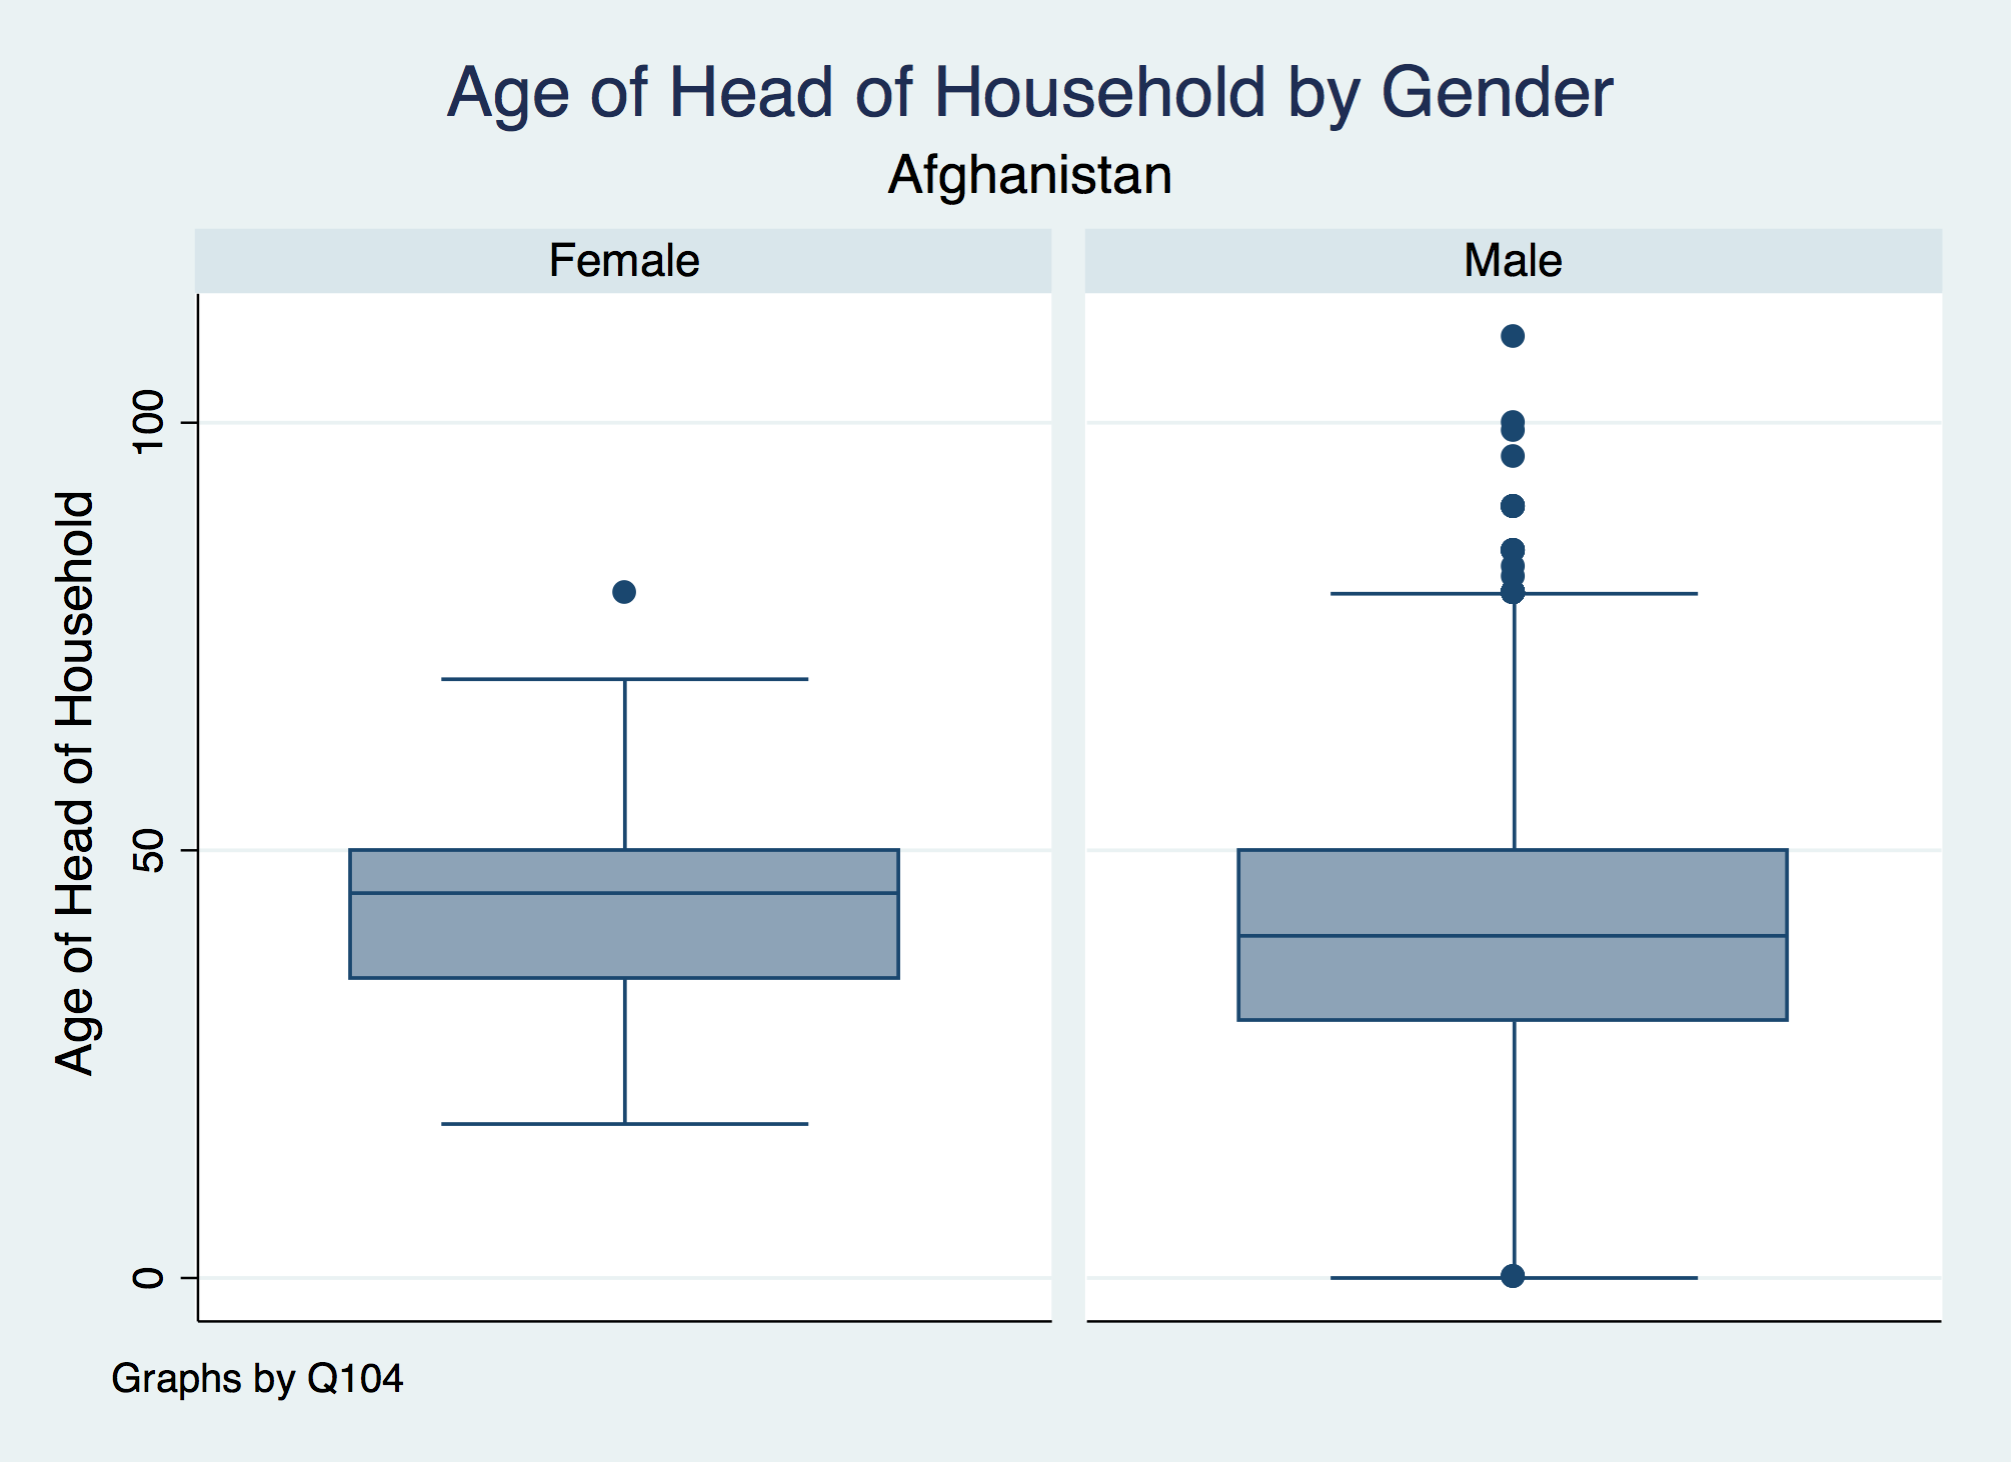 Age of Head of Household by Gender
Afghanistan
Female
Male
Age of Head of Household
100
50
0
Graphs by Q104